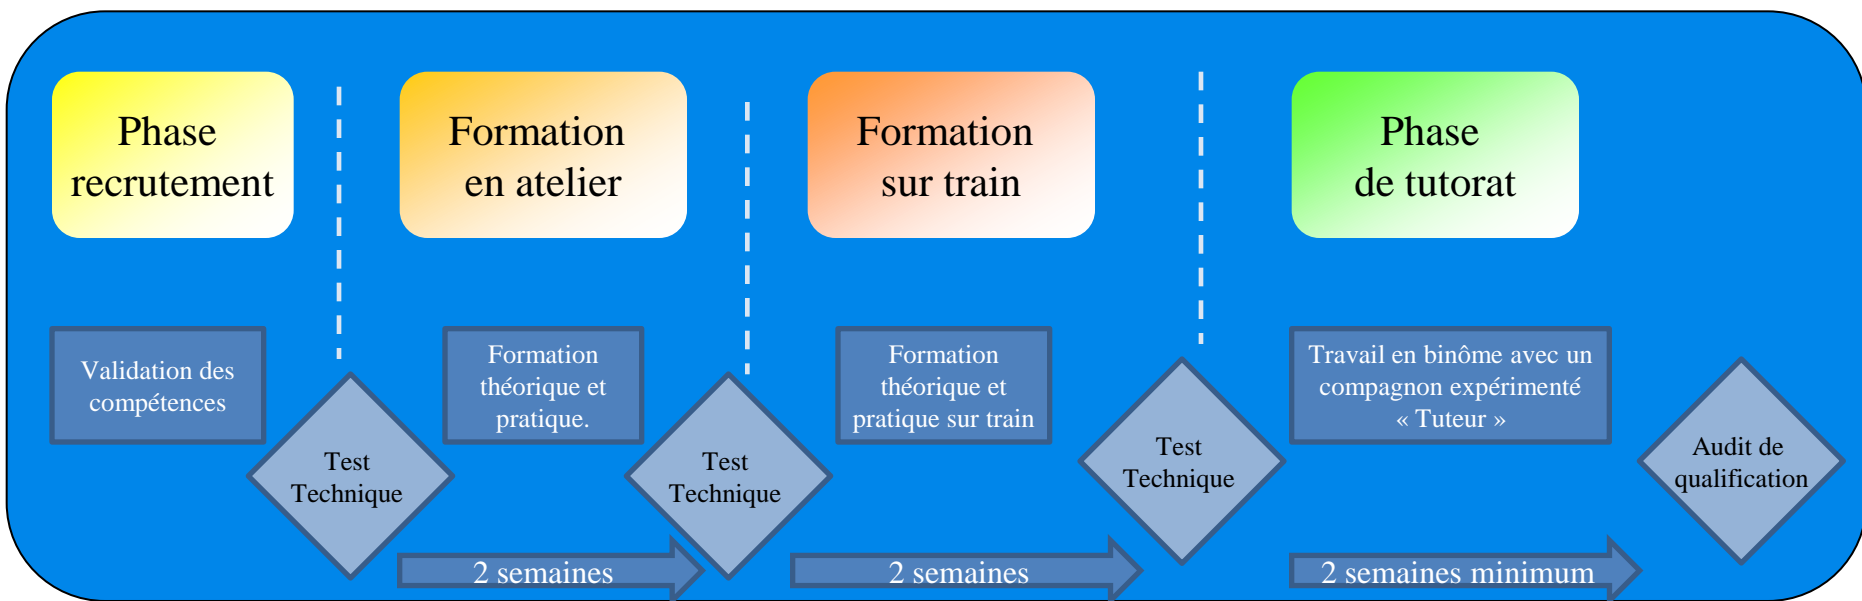 Phase
recrutement
Formation
en atelier
Formation
sur train
Phase
de tutorat
Validation des
compétences
Formation
théorique et
pratique.
Formation
théorique et
pratique sur train
Travail en binôme avec un
compagnon expérimenté
« Tuteur »
Test
Technique
Test
Technique
Test
Technique
Audit de
qualification
2 semaines
2 semaines
2 semaines minimum